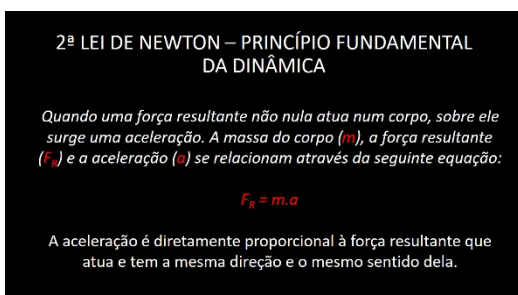 2ª LEI DE NEWTON – PRINCÍPIO FUNDAMENTAL
DA DINÂMICA
Quando uma força resultante não nula atua num corpo, sobre ele
surge uma aceleração. A massa do corpo (m), a força resultante
(FR) e a aceleração (a) se relacionam através da seguinte equação:
FR = m.a
A aceleração é diretamente proporcional à força resultante que
atua e tem a mesma direção e o mesmo sentido dela.